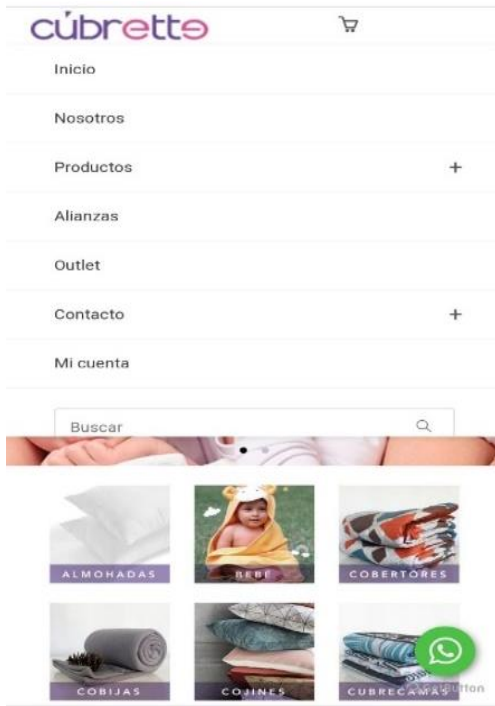 cúbrette
Inicio
Nosotros
Productos +
Alianzas
Outlet
Contacto +
Mi cuenta
Buscar
ALMOHADAS BEBÉ COBERTORES
COBIJAS COJINES CUBRECAMAS